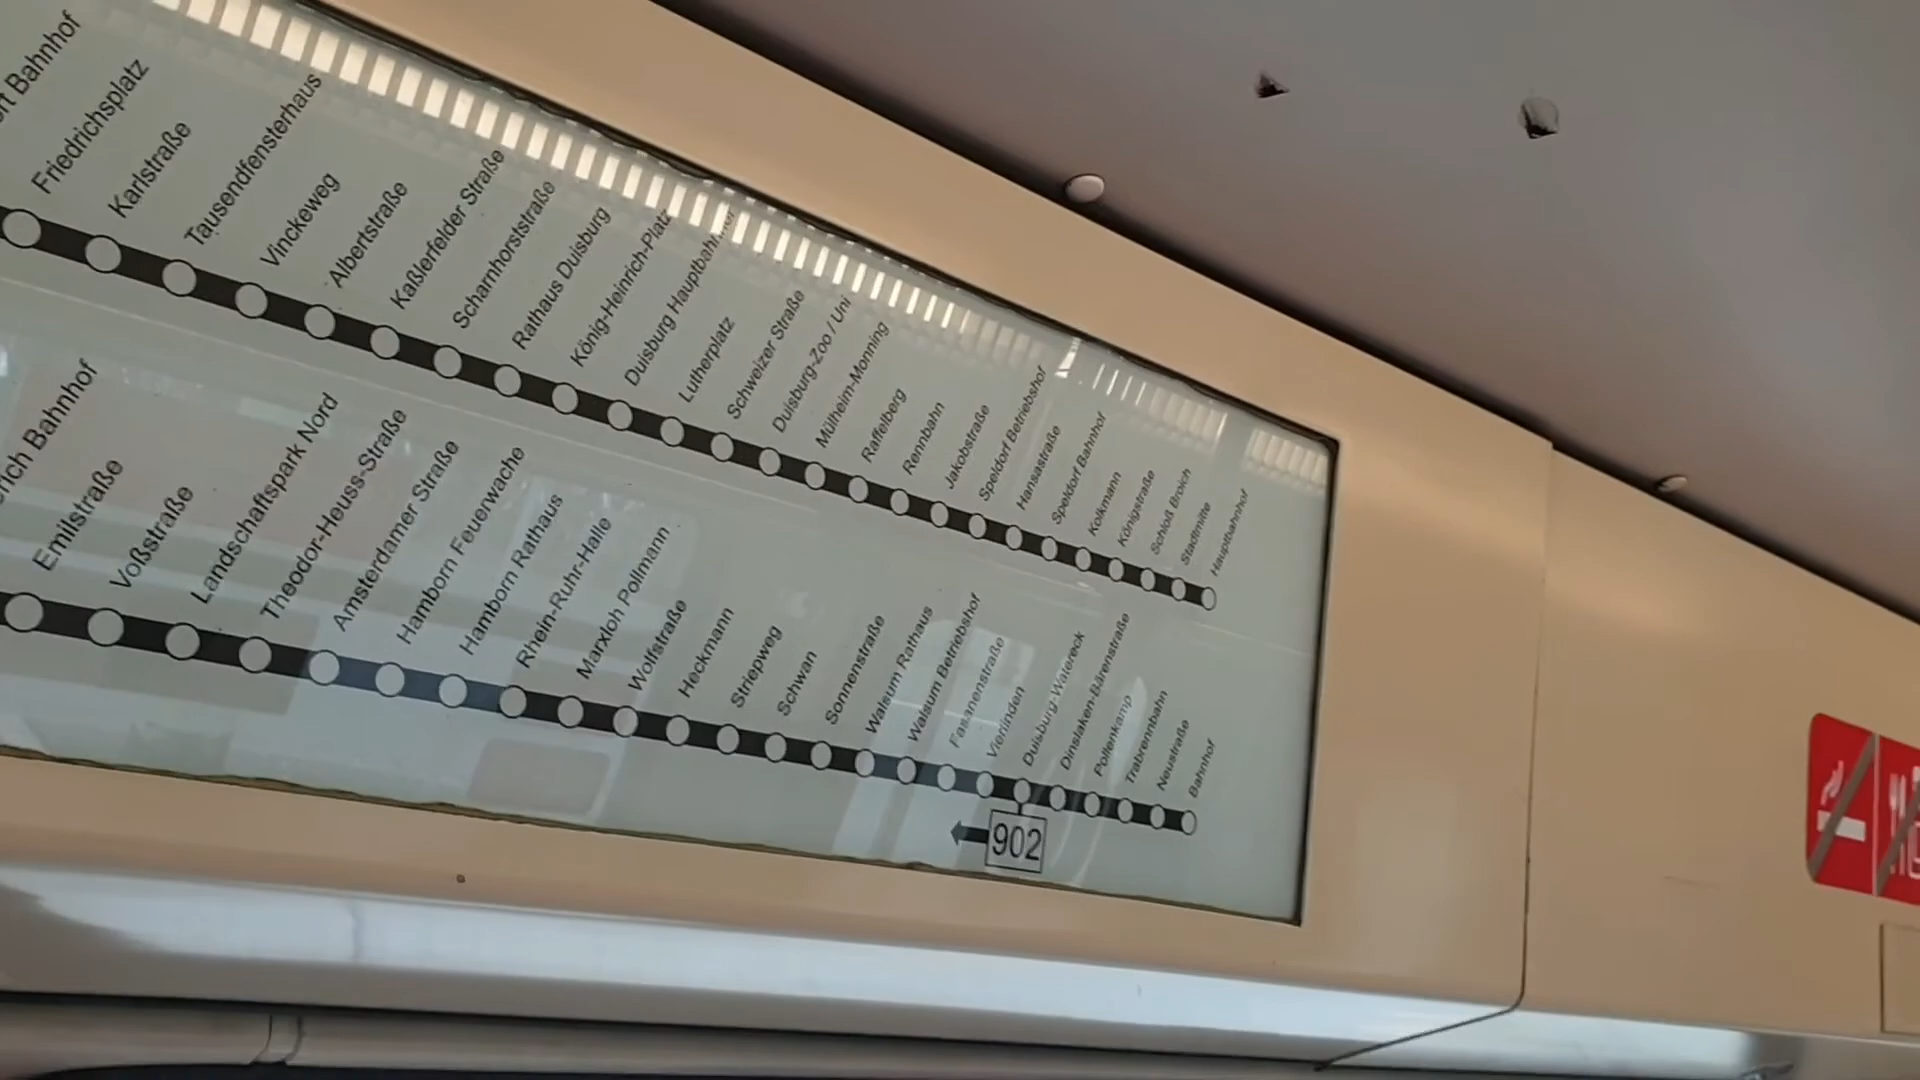 Bahnhof
Friedrichsplatz
Karlstraße
Tausendfensterhaus
Vinckeweg
Albertstraße
Kaßlerfelder Straße
Scharnhorststraße
Rathaus Duisburg
König-Heinrich-Platz
Duisburg
Lutherplatz
Schweizer Straße
Duisburg-Zoo / Uni
Mülheim-Monning
Raffelberg
Rennbahn
Jakobstraße
Speldorf Betriebshof
Hansastraße
Speldorf Bahnhof
Kolkmann
Königstraße
Schloß Broich
Stadtmitte
Hauptbahnhof
Bahnhof
Emilstraße
Voßstraße
Landschaftspark Nord
Theodor-Heuss-Straße
Amsterdamer Straße
Hamborn Feuerwache
Hamborn Rathaus
Rhein-Ruhr-Halle
Marxloh Pollmann
Wolfstraße
Heckmann
Striepweg
Schwan
Sonnenstraße
Walsum Rathaus
Walsum Betriebshof
Fasanenstraße
Vierlinden
Duisburg-Watereck
Dinslaken-Bärenstraße
Pollenkamp
Trabrennbahn
Neustraße
Bahnhof
902